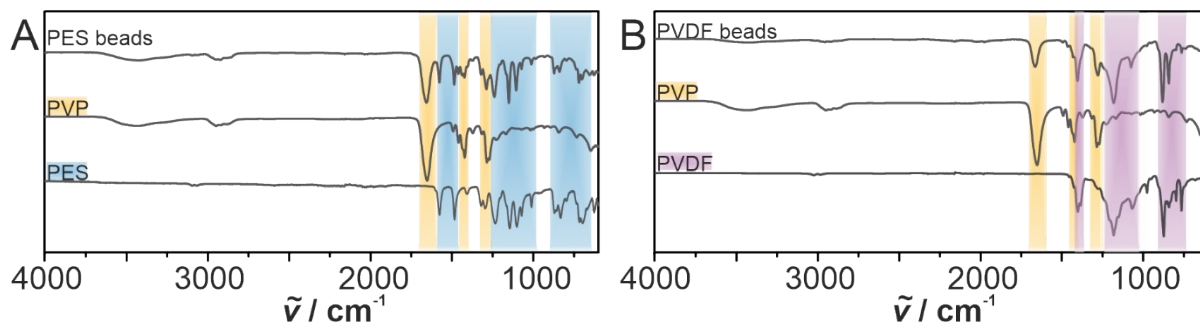 A
PES beads
PVP
PES
4000 3000 2000 1000
ṽ / cm⁻¹
B
PVDF beads
PVP
PVDF
4000 3000 2000 1000
ṽ / cm⁻¹